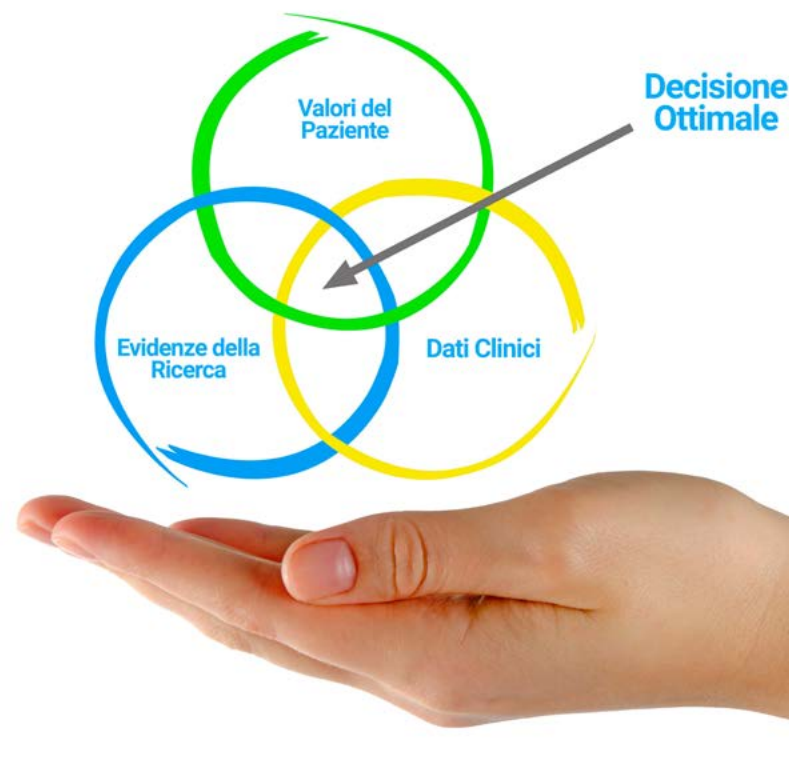 Valori del
Paziente
Decisione
Ottimale
Evidenze della
Ricerca
Dati Clinici